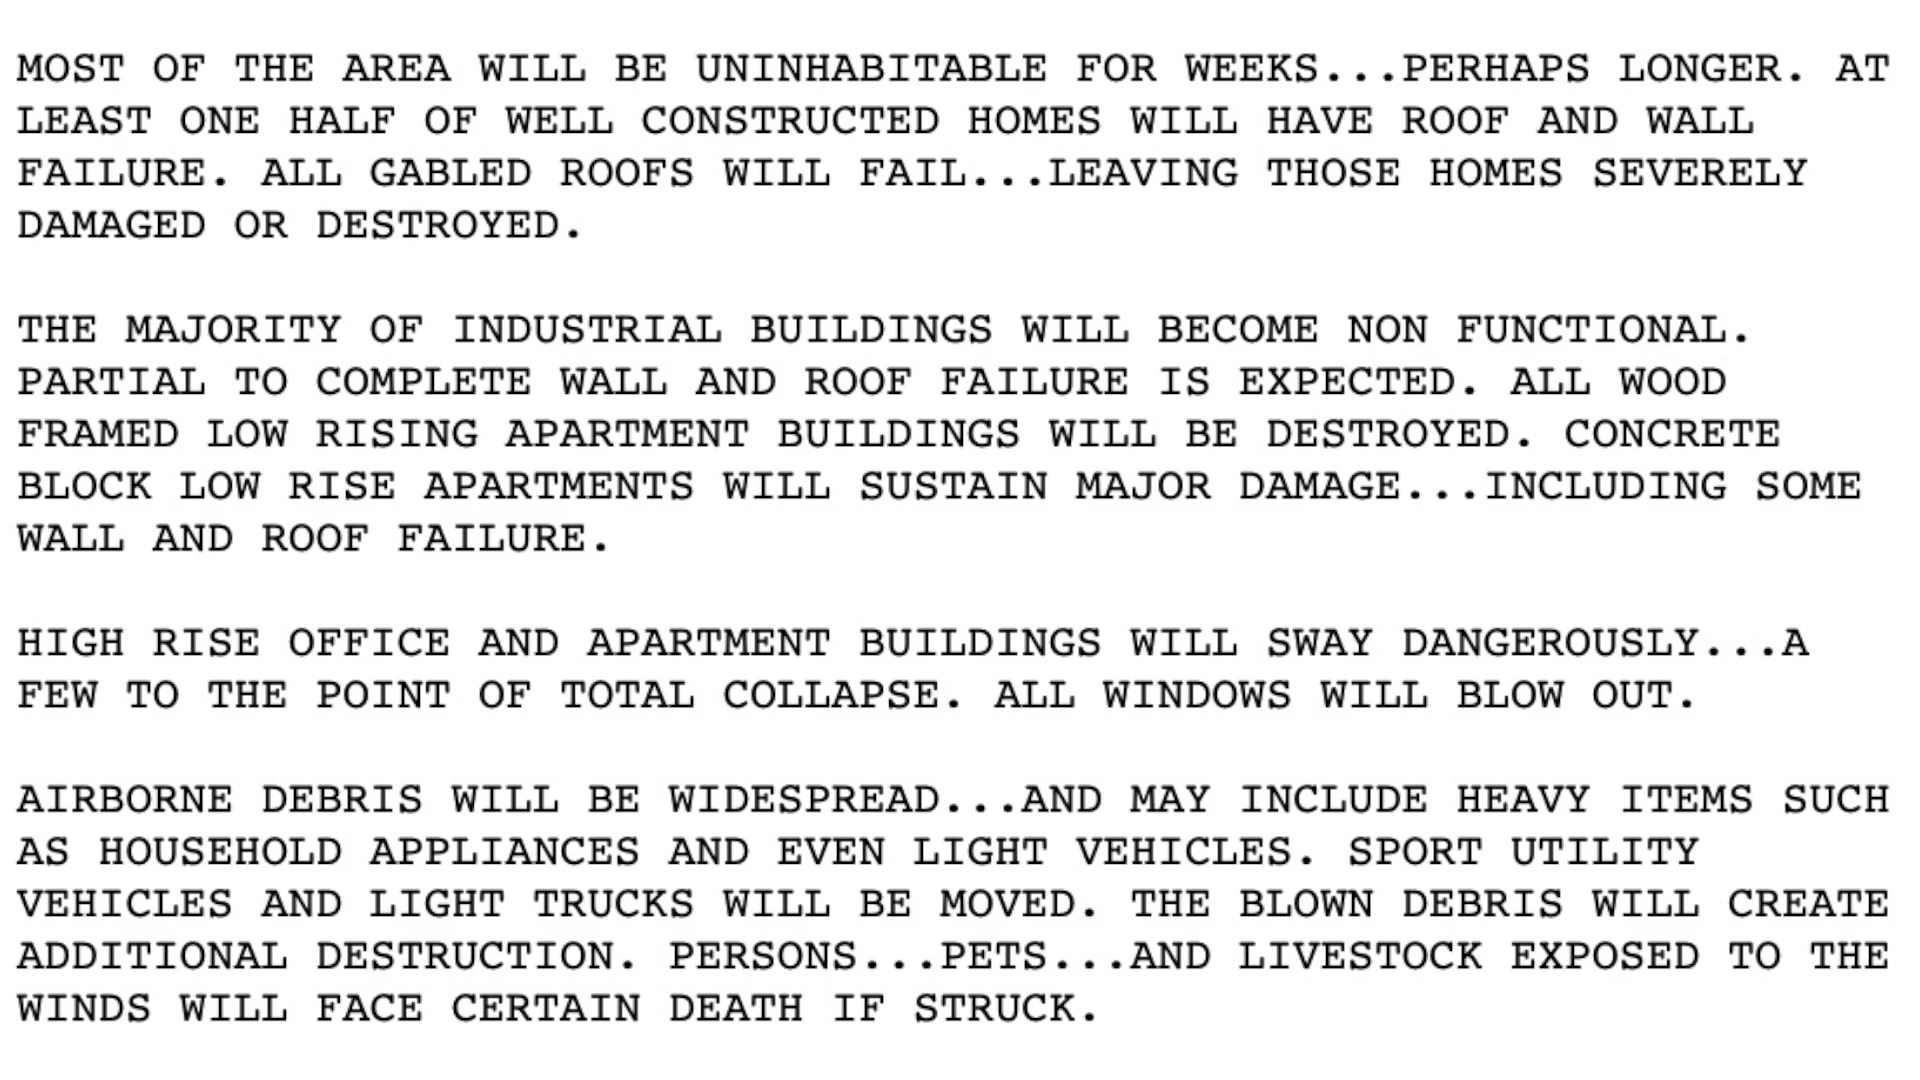 MOST OF THE AREA WILL BE UNINHABITABLE FOR WEEKS...PERHAPS LONGER. AT
LEAST ONE HALF OF WELL CONSTRUCTED HOMES WILL HAVE ROOF AND WALL
FAILURE. ALL GABLED ROOFS WILL FAIL...LEAVING THOSE HOMES SEVERELY
DAMAGED OR DESTROYED.
THE MAJORITY OF INDUSTRIAL BUILDINGS WILL BECOME NON FUNCTIONAL.
PARTIAL TO COMPLETE WALL AND ROOF FAILURE IS EXPECTED. ALL WOOD
FRAMED LOW RISING APARTMENT BUILDINGS WILL BE DESTROYED. CONCRETE
BLOCK LOW RISE APARTMENTS WILL SUSTAIN MAJOR DAMAGE...INCLUDING SOME
WALL AND ROOF FAILURE.
HIGH RISE OFFICE AND APARTMENT BUILDINGS WILL SWAY DANGEROUSLY...A
FEW TO THE POINT OF TOTAL COLLAPSE. ALL WINDOWS WILL BLOW OUT.
AIRBORNE DEBRIS WILL BE WIDESPREAD...AND MAY INCLUDE HEAVY ITEMS SUCH
AS HOUSEHOLD APPLIANCES AND EVEN LIGHT VEHICLES. SPORT UTILITY
VEHICLES AND LIGHT TRUCKS WILL BE MOVED. THE BLOWN DEBRIS WILL CREATE
ADDITIONAL DESTRUCTION. PERSONS...PETS...AND LIVESTOCK EXPOSED TO THE
WINDS WILL FACE CERTAIN DEATH IF STRUCK.